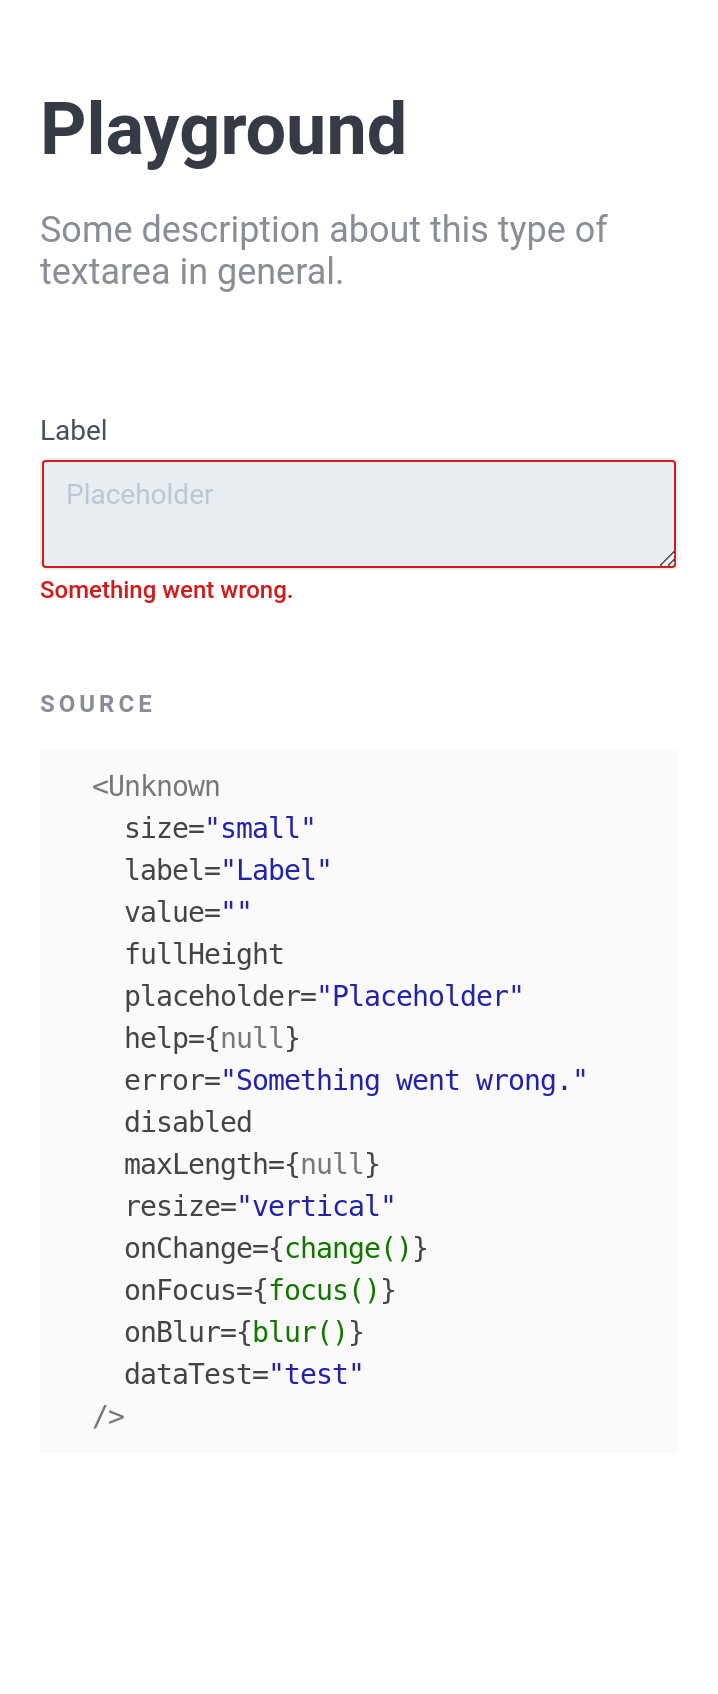 Playground
Some description about this type of
textarea in general.
Label
Placeholder
Something went wrong.
SOURCE
<Unknown
size="small"
label="Label"
value=""
fullHeight
placeholder="Placeholder"
help={null}
error="Something went wrong."
disabled
maxLength={null}
resize="vertical"
onChange={change()}
onFocus={focus()}
onBlur={blur()}
dataTest="test"
/>